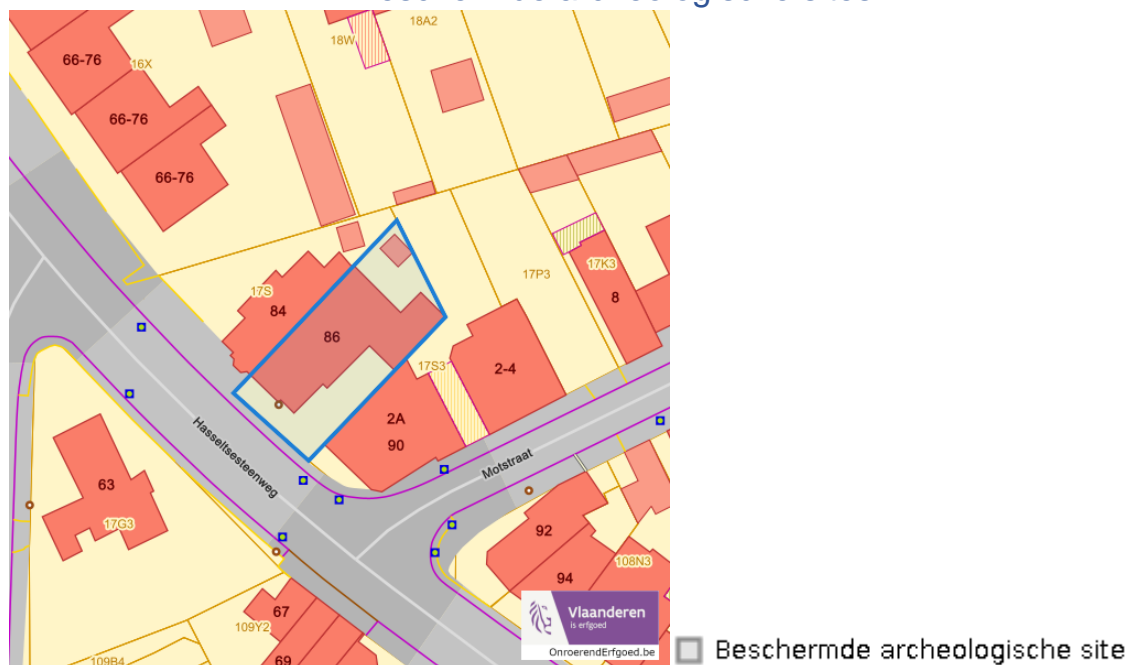 18A2
18W
66-76
16X
66-76
66-76
17P3
17K3
17S
84
8
86
17S3
2-4
2A
90
Hasseltsesteenweg
Motstraat
63
17G3
92
108N3
94
67
109Y2
69
109B4
Vlaanderen
is erfgoed
OnroerendErfgoed.be
Beschermde archeologische site